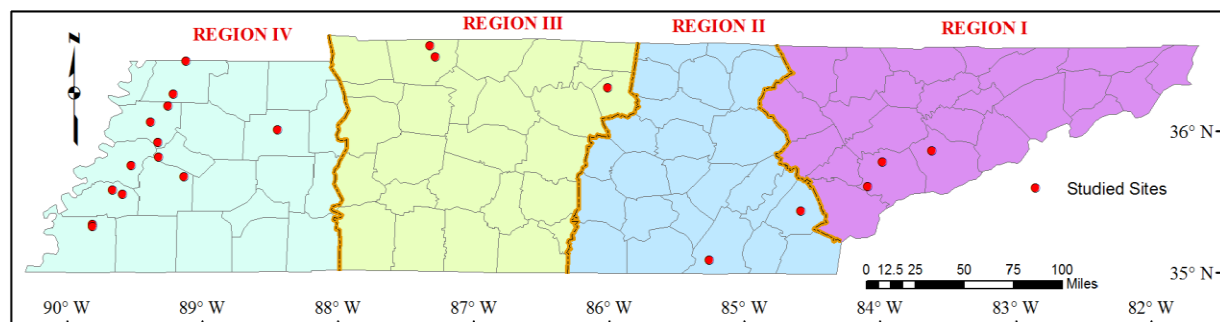 REGION IV REGION III REGION II REGION I
N
36° N
Studied Sites
0 12.5 25 50 75 100
Miles
35° N
90° W 89° W 88° W 87° W 86° W 85° W 84° W 83° W 82° W